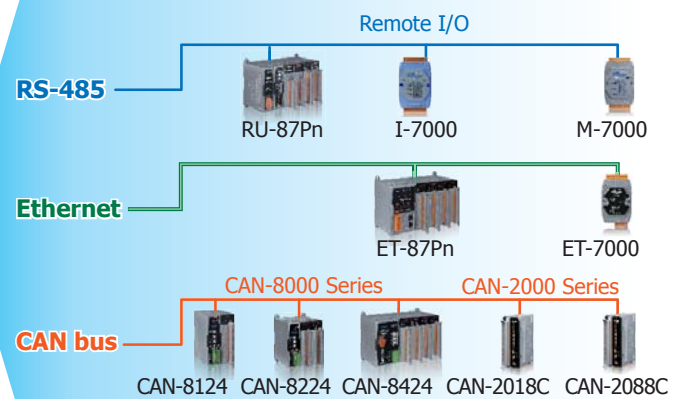 Remote I/O
RS-485
RU-87Pn I-7000 M-7000
Ethernet
ET-87Pn ET-7000
CAN-8000 Series CAN-2000 Series
CAN bus
CAN-8124 CAN-8224 CAN-8424 CAN-2018C CAN-2088C